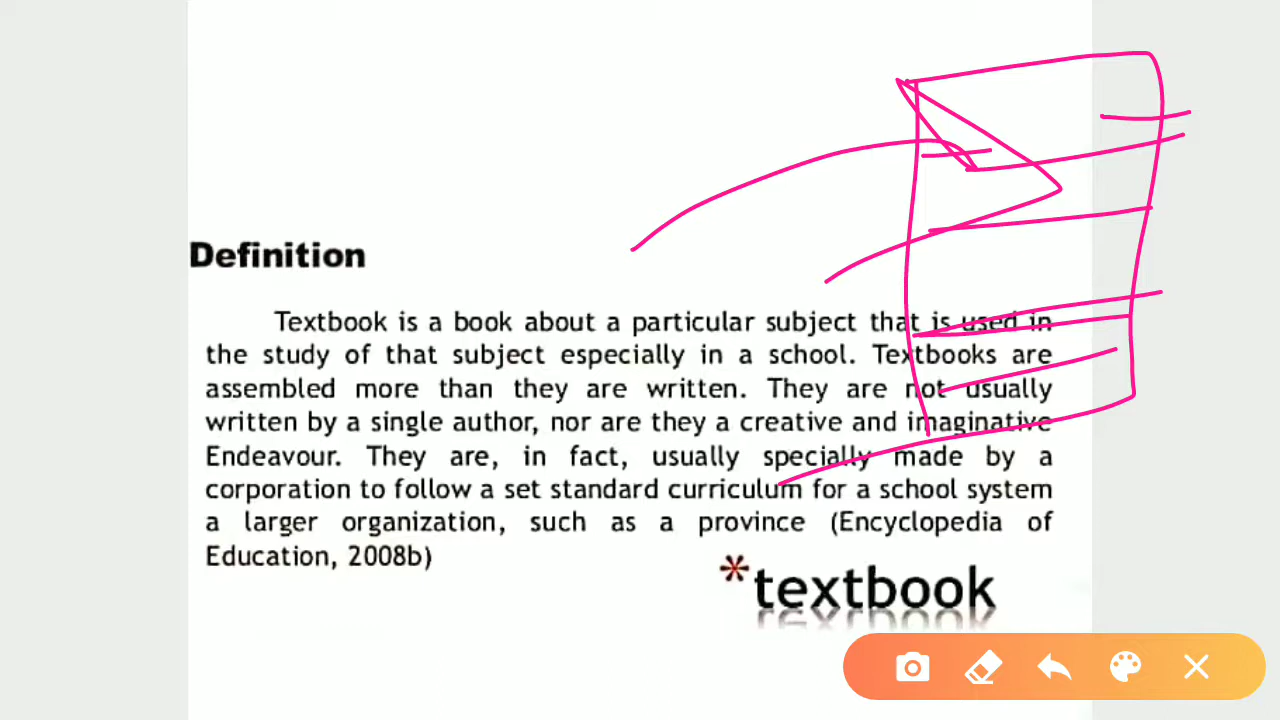 Definition
Textbook is a book about a particular subject that is used in
the study of that subject especially in a school. Textbooks are
assembled more than they are written. They are not usually
written by a single author, nor are they a creative and imaginative
Endeavour. They are, in fact, usually specially made by a
corporation to follow a set standard curriculum for a school system
a larger organization, such as a province (Encyclopedia of
Education, 2008b)
*textbook